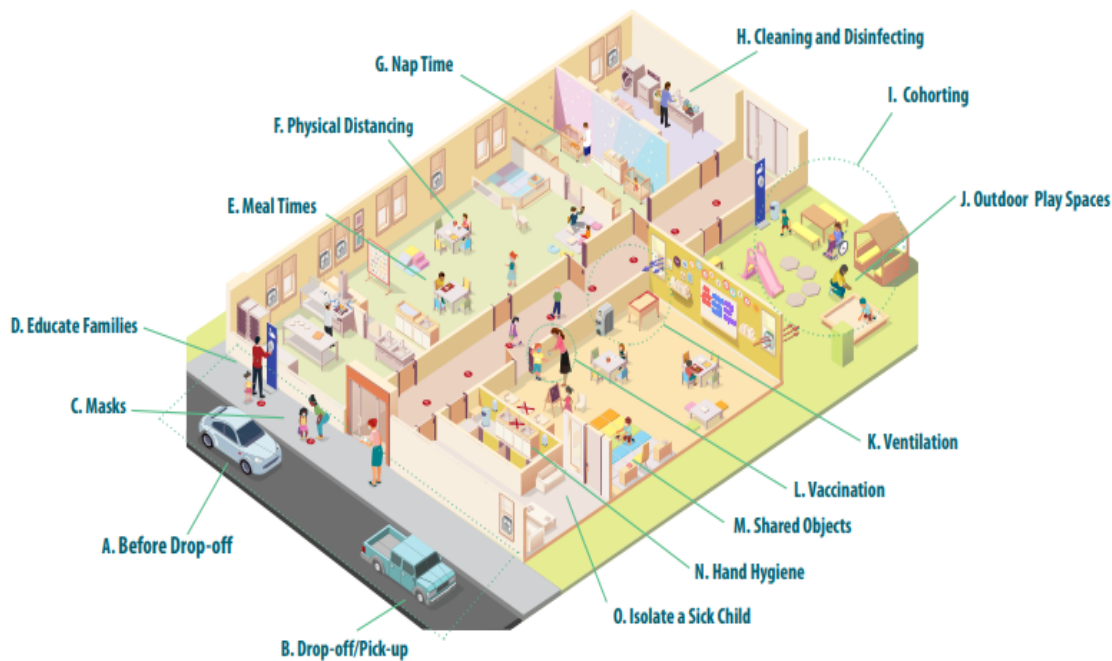 H. Cleaning and Disinfecting
G. Nap Time
I. Cohorting
F. Physical Distancing
E. Meal Times
J. Outdoor Play Spaces
D. Educate Families
C. Masks
K. Ventilation
L. Vaccination
M. Shared Objects
A. Before Drop-off
N. Hand Hygiene
O. Isolate a Sick Child
B. Drop-off/Pick-up